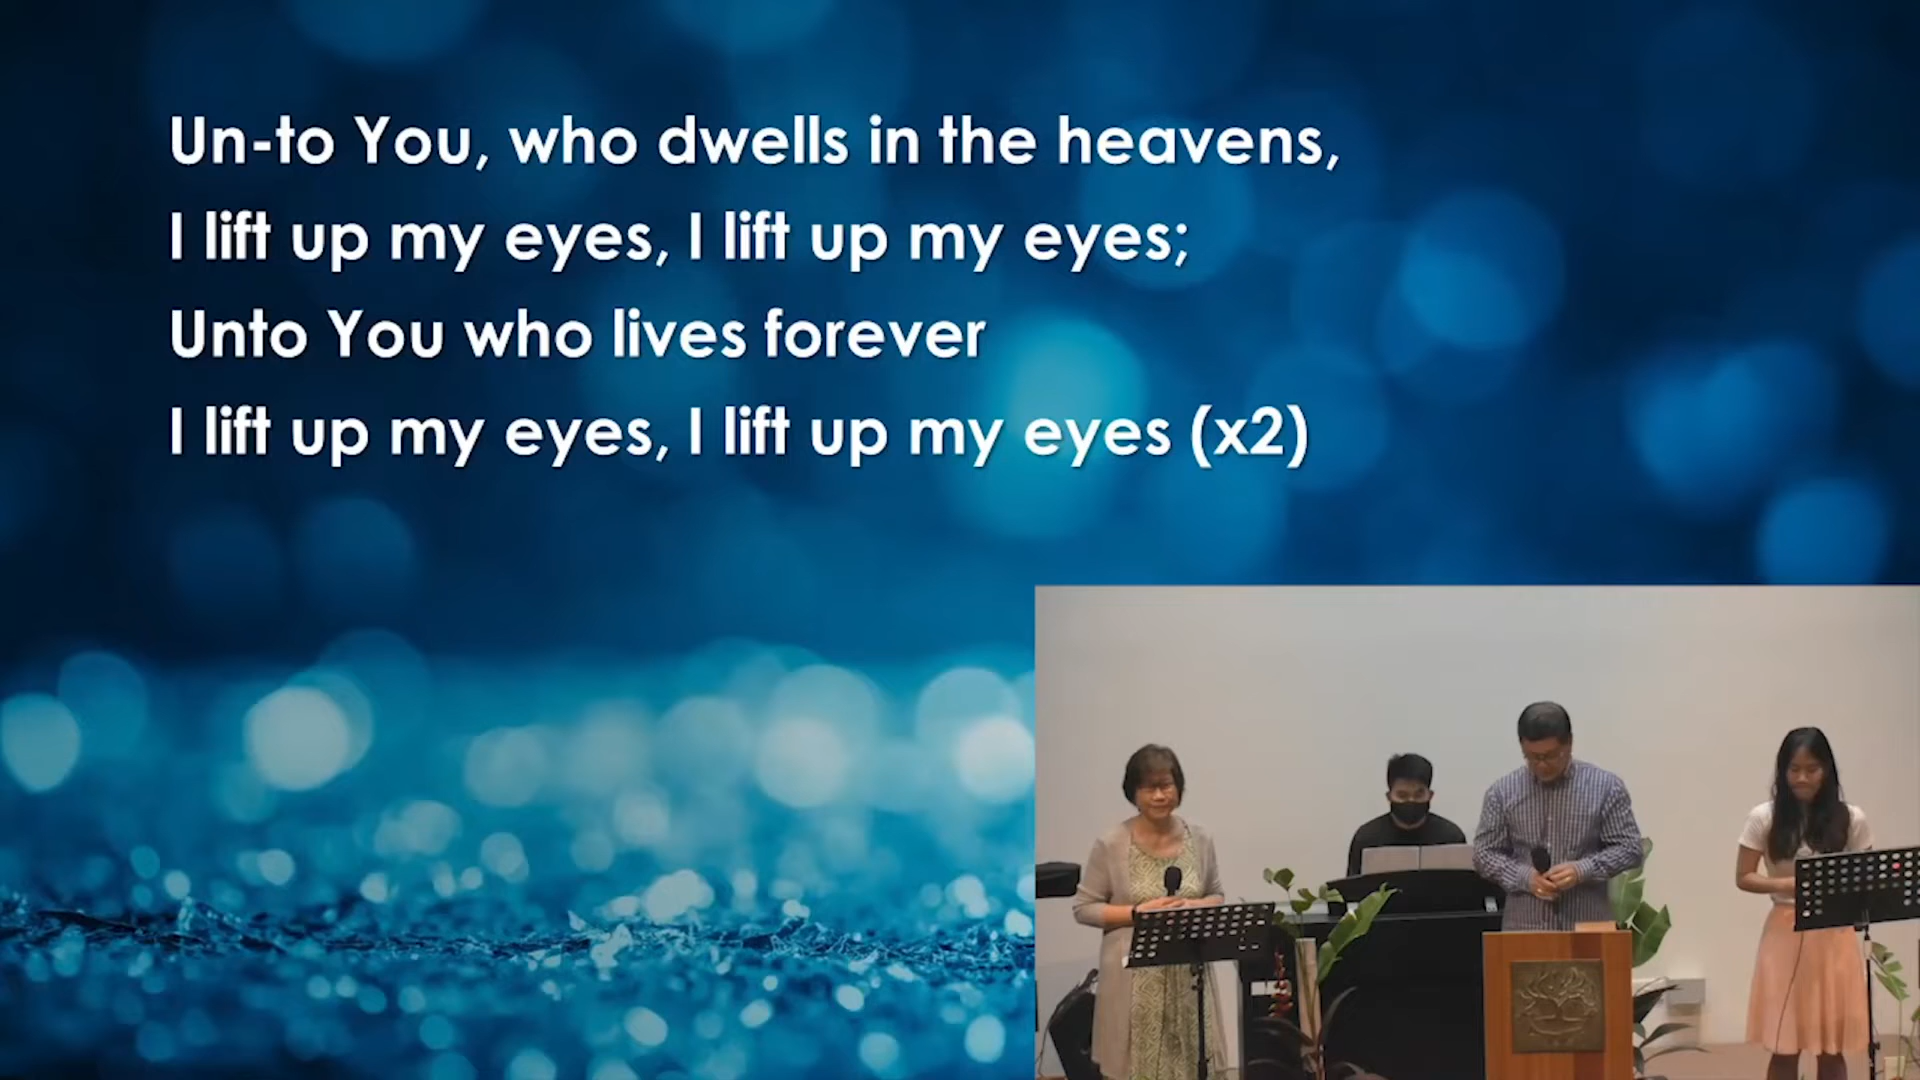 Un-to You, who dwells in the heavens,
I lift up my eyes, I lift up my eyes;
Unto You who lives forever
I lift up my eyes, I lift up my eyes (x2)